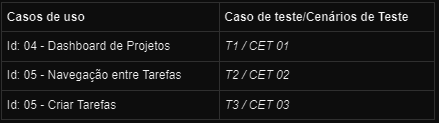 Casos de uso Caso de teste/Cenários de Teste
Id: 04 - Dashboard de Projetos T1 / CET 01
Id: 05 - Navegação entre Tarefas T2 / CET 02
Id: 05 - Criar Tarefas T3 / CET 03